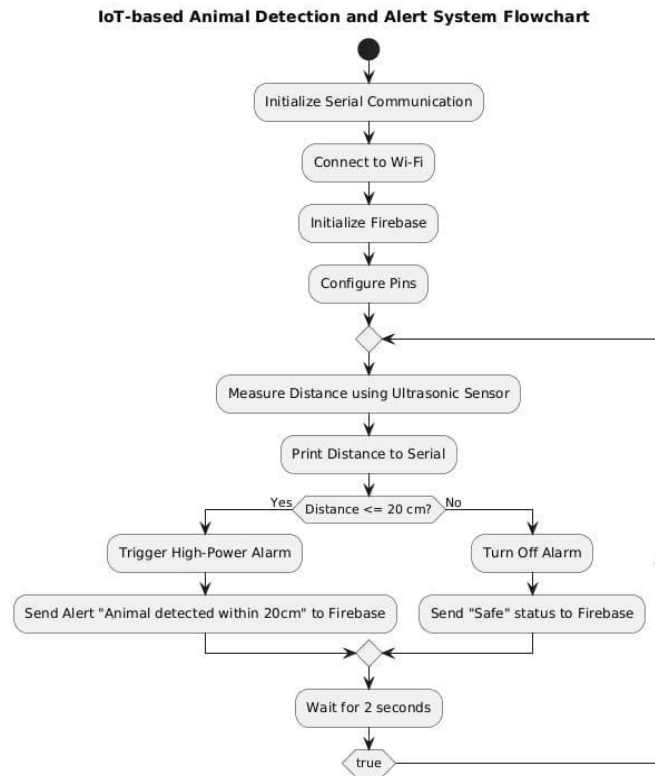 IoT-based Animal Detection and Alert System Flowchart
Initialize Serial Communication
Connect to Wi-Fi
Initialize Firebase
Configure Pins
Measure Distance using Ultrasonic Sensor
Print Distance to Serial
Yes
Distance <= 20 cm?
No
Trigger High-Power Alarm
Turn Off Alarm
Send Alert "Animal detected within 20cm" to Firebase
Send "Safe" status to Firebase
Wait for 2 seconds
true